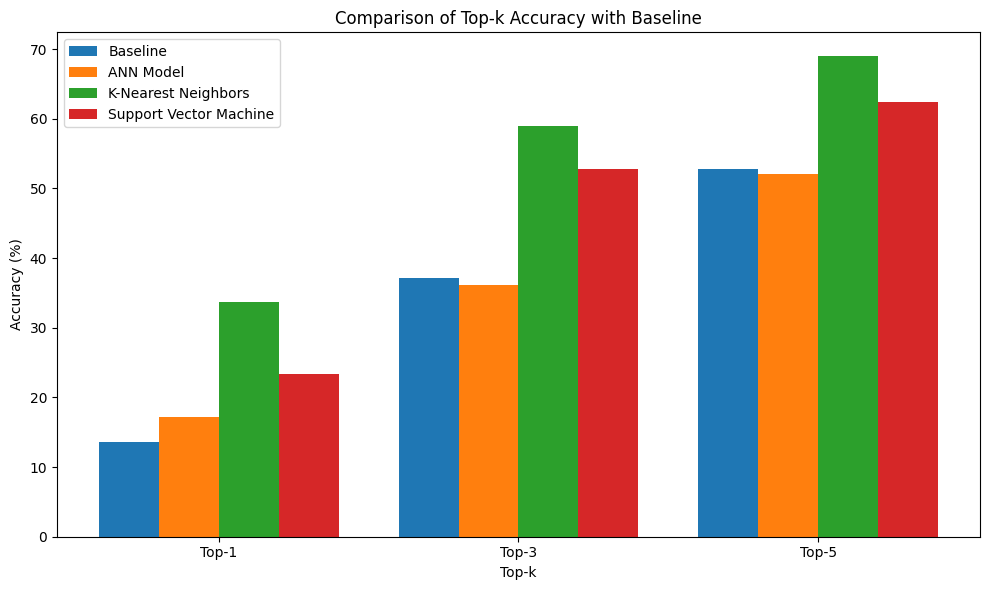 Comparison of Top-k Accuracy with Baseline
Baseline
ANN Model
K-Nearest Neighbors
Support Vector Machine
Accuracy (%)
70
60
50
40
30
20
10
0
Top-1
Top-3
Top-5
Top-k